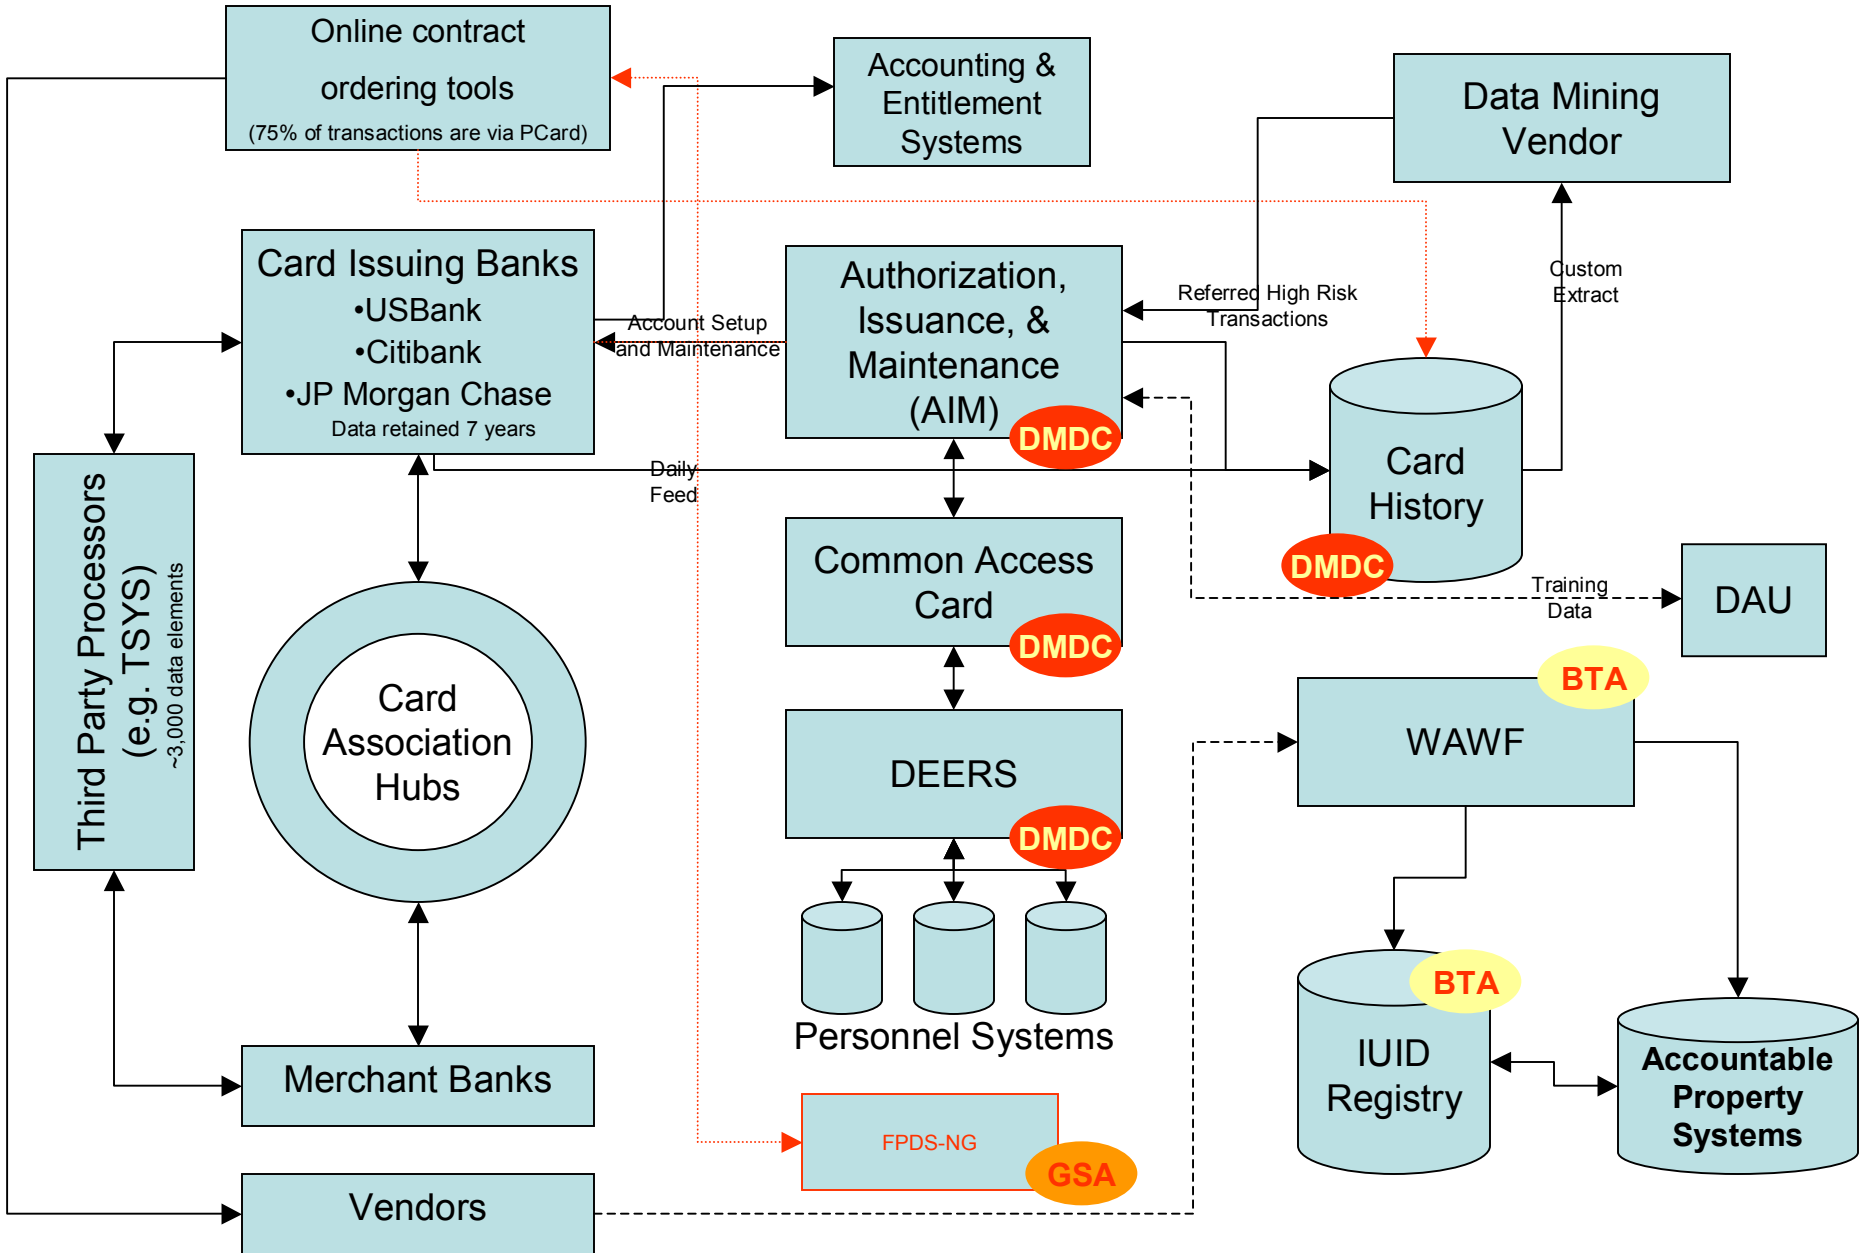 Online contract
ordering tools
(75% of transactions are via PCard)
Accounting &
Entitlement
Systems
Data Mining
Vendor
Card Issuing Banks
•USBank
•Citibank
•JP Morgan Chase
Data retained 7 years
Account Setup
and Maintenance
Authorization,
Issuance, &
Maintenance
(AIM)
DMDC
Referred High Risk
Transactions
Custom
Extract
Daily
Feed
Card
History
DMDC
Third Party Processors
(e.g. TSYS)
~3,000 data elements
Common Access
Card
DMDC
Training
Data
DAU
Card
Association
Hubs
DEERS
DMDC
BTA
WAWF
Personnel Systems
BTA
IUID
Registry
Accountable
Property
Systems
Merchant Banks
FPDS-NG
GSA
Vendors